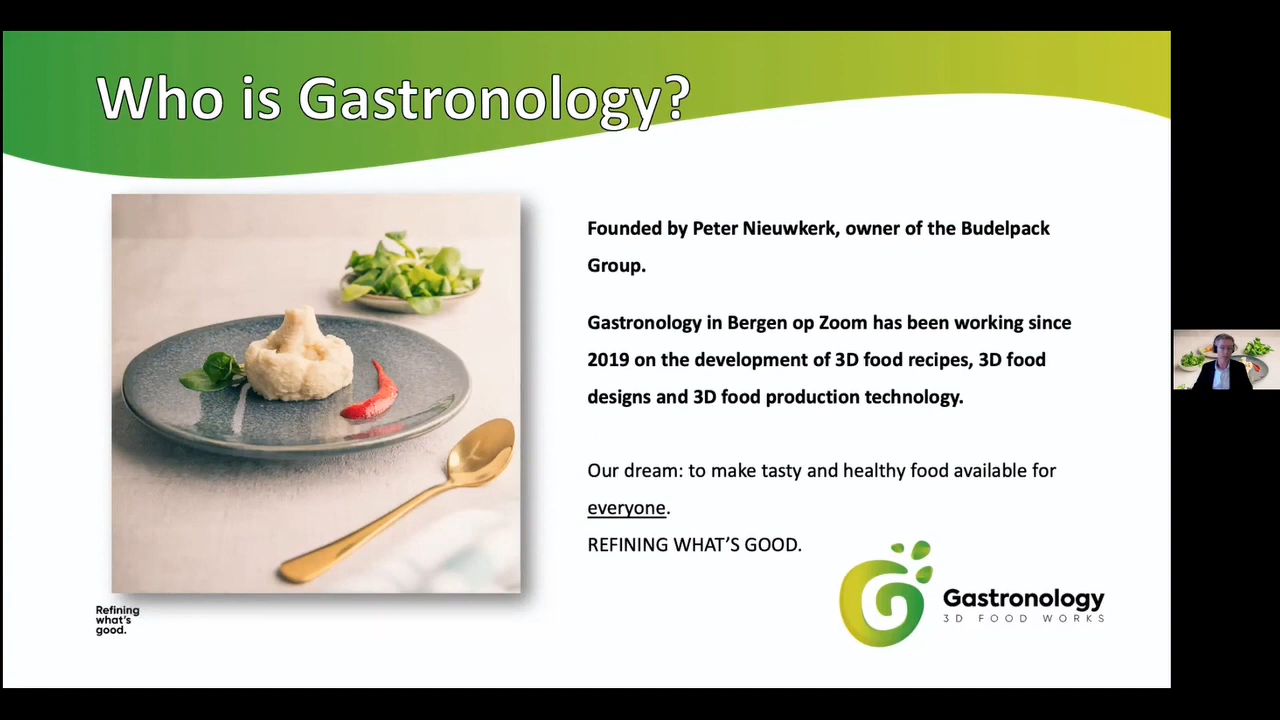 Who is Gastronology?
Founded by Peter Nieuwkerk, owner of the Budelpack
Group.
Gastronology in Bergen op Zoom has been working since
2019 on the development of 3D food recipes, 3D food
designs and 3D food production technology.
Our dream: to make tasty and healthy food available for
everyone.
REFINING WHAT’S GOOD.
Refining
what's
good.
Gastronology
3D FOOD WORKS